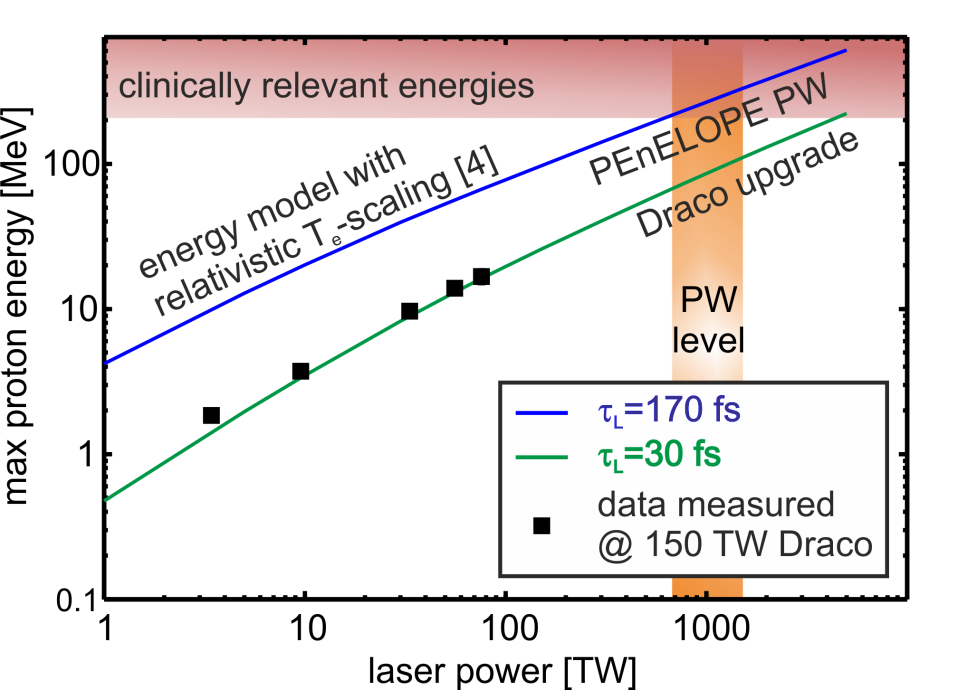 clinically relevant energies
energy model with
relativistic Te-scaling [4]
PEnELOPE PW
Draco upgrade
PW
level
τL=170 fs
τL=30 fs
data measured
@ 150 TW Draco
max proton energy [MeV]
100
10
1
0.1
1 10 100 1000
laser power [TW]